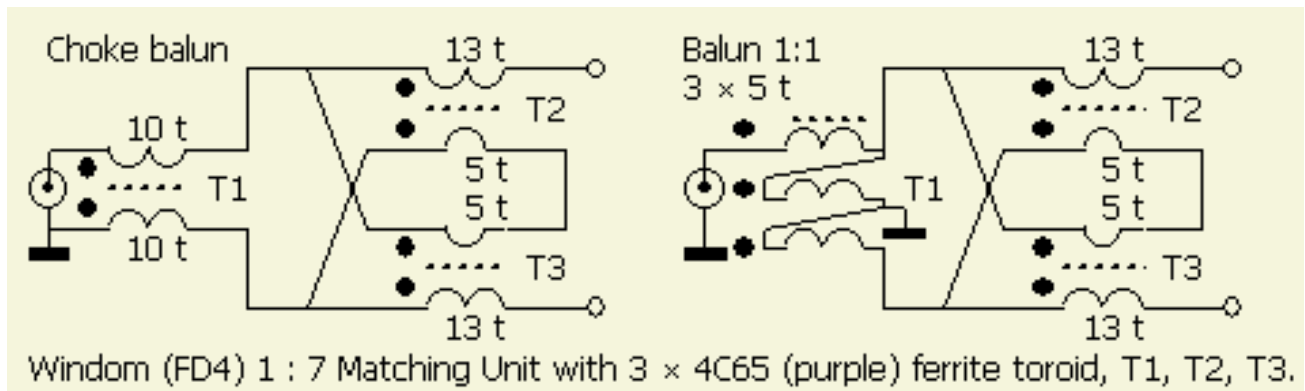 Choke balun
13 t
T2
10 t
5 t
T1
5 t
10 t
T3
13 t
Balun 1:1
3 × 5 t
13 t
T2
5 t
T1
5 t
T3
13 t
Windom (FD4) 1 : 7 Matching Unit with 3 × 4C65 (purple) ferrite toroid, T1, T2, T3.